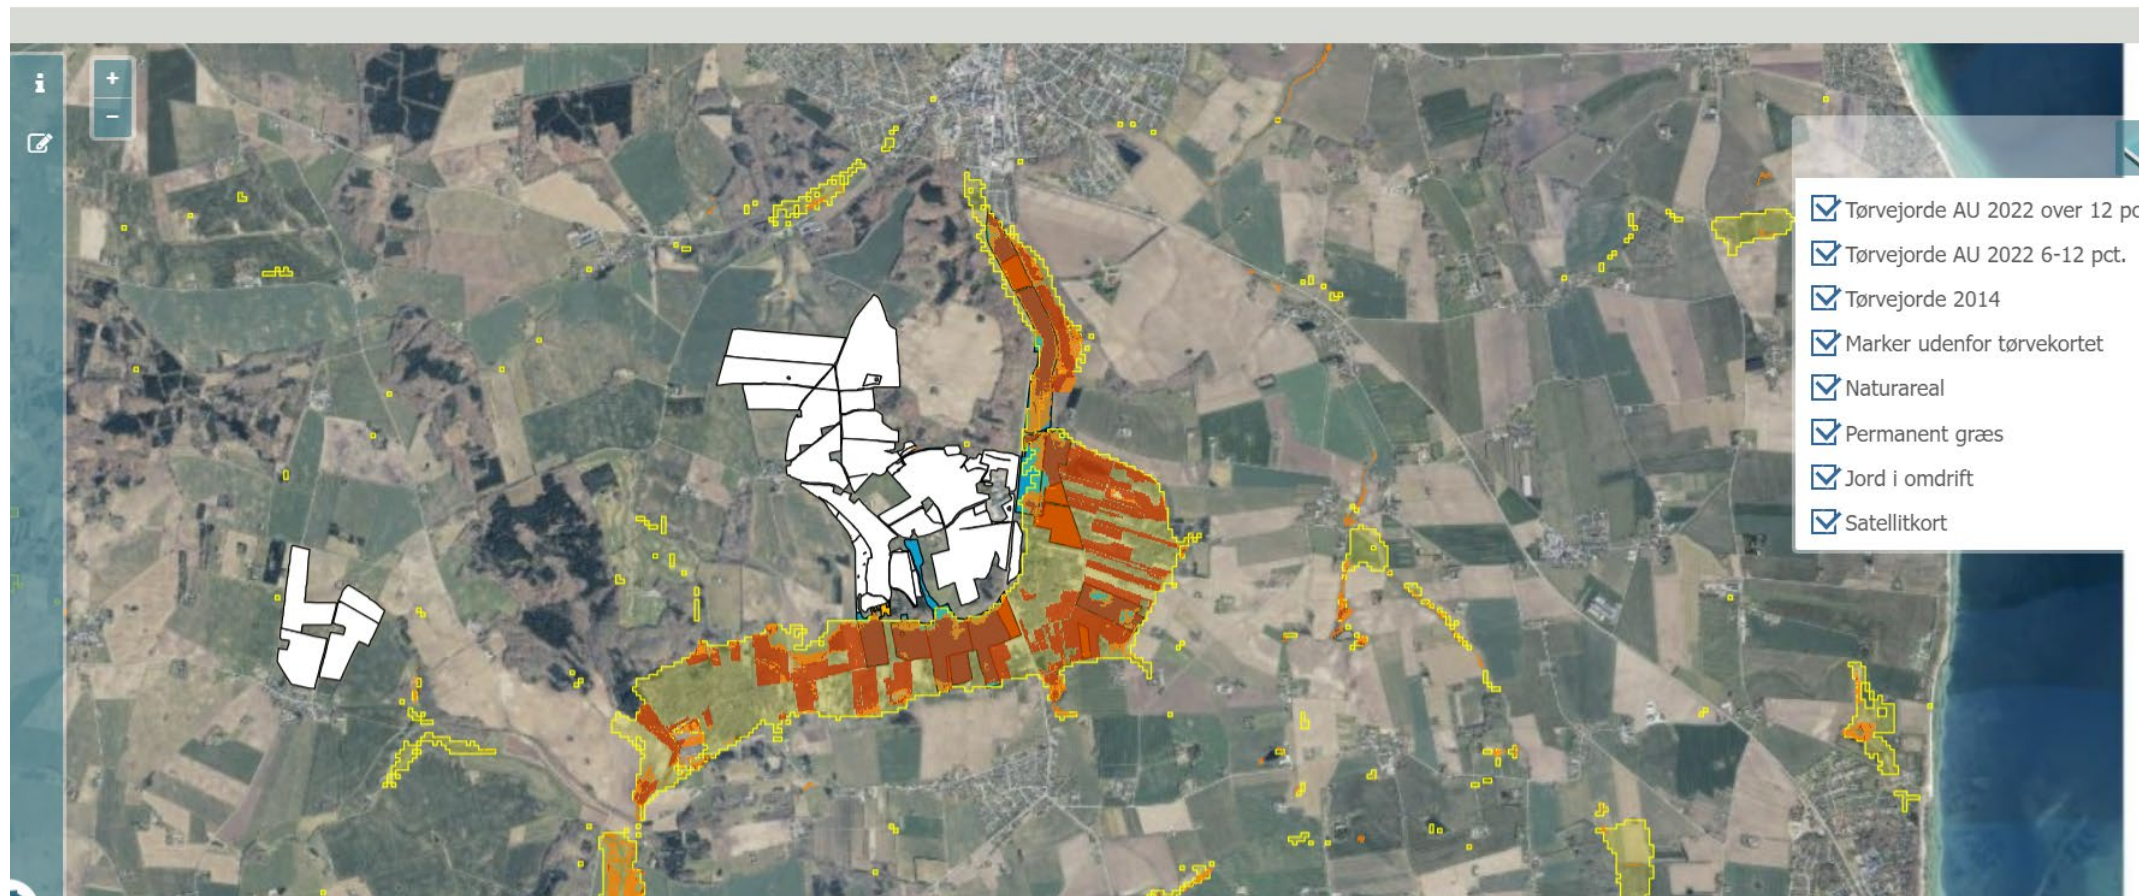 i
+
−
Tørvejorde AU 2022 over 12 pc
Tørvejorde AU 2022 6-12 pct.
Tørvejorde 2014
Marker udenfor tørvekortet
Naturareal
Permanent græs
Jord i omdrift
Satellitkort